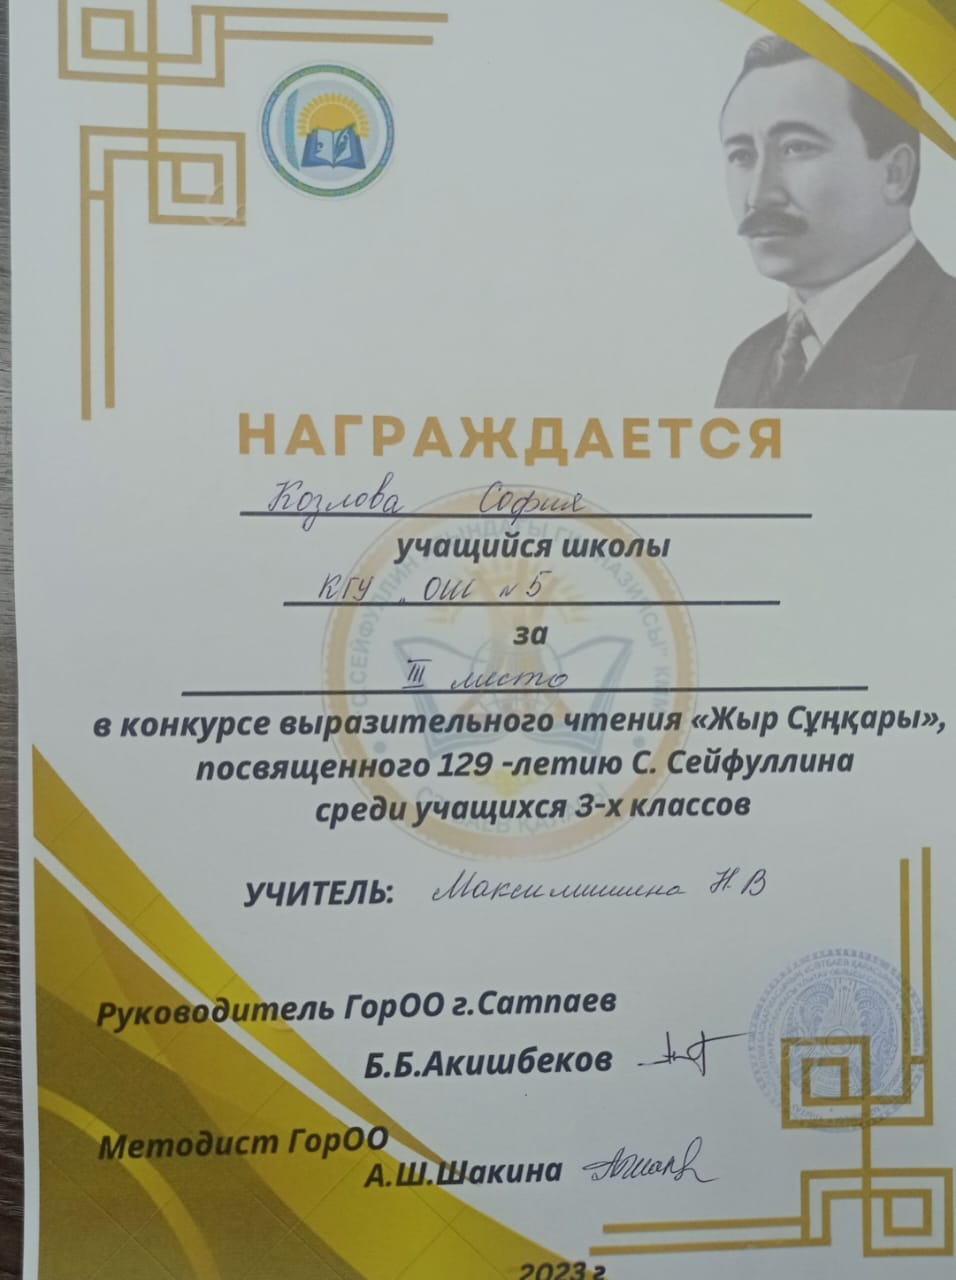 НАГРАЖДАЕТСЯ
Козлова София
учащийся школы
КГУ "ОШ №5
за
III место
в конкурсе выразительного чтения «Жыр Сұңқары»,
посвященного 129 -летию С. Сейфуллина
среди учащихся 3-х классов
УЧИТЕЛЬ: Максимишина Н.В
Руководитель ГорОО г.Сатпаев
Б.Б.Акишбеков
Методист ГорОО
А.Ш.Шакина
2023 г